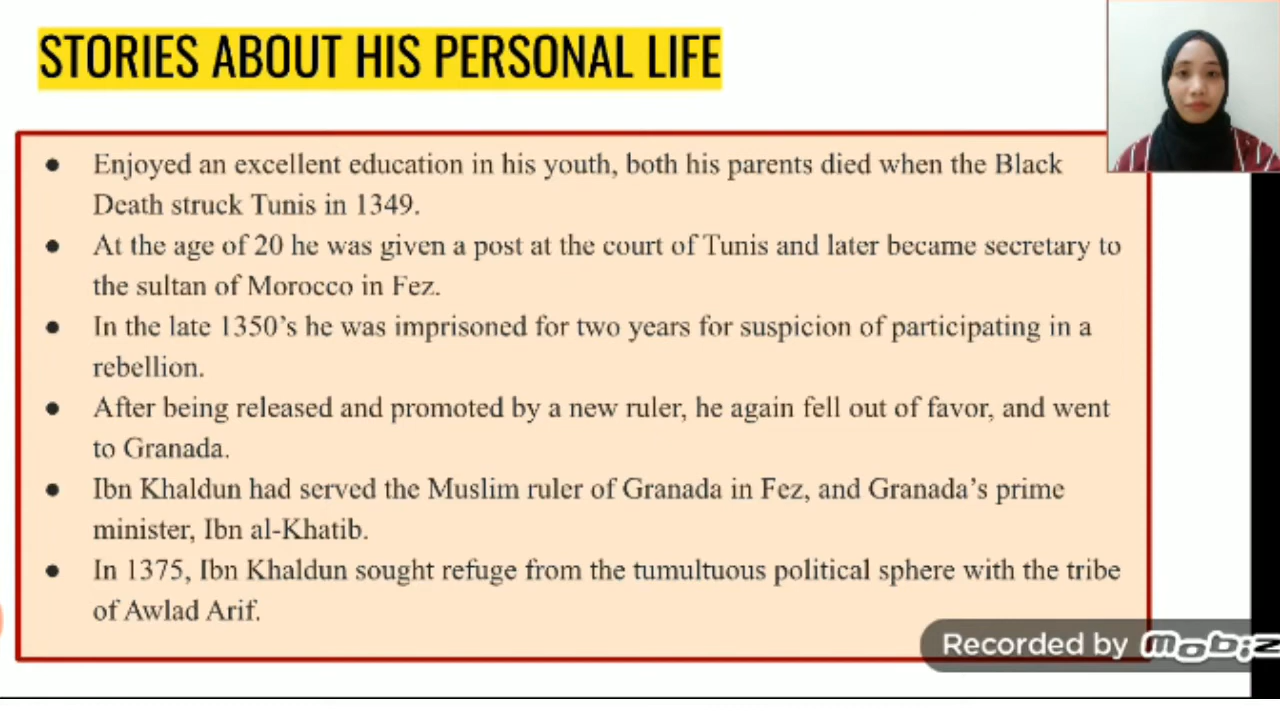 STORIES ABOUT HIS PERSONAL LIFE
● Enjoyed an excellent education in his youth, both his parents died when the Black
Death struck Tunis in 1349.
● At the age of 20 he was given a post at the court of Tunis and later became secretary to
the sultan of Morocco in Fez.
● In the late 1350’s he was imprisoned for two years for suspicion of participating in a
rebellion.
● After being released and promoted by a new ruler, he again fell out of favor, and went
to Granada.
● Ibn Khaldun had served the Muslim ruler of Granada in Fez, and Granada’s prime
minister, Ibn al-Khatib.
● In 1375, Ibn Khaldun sought refuge from the tumultuous political sphere with the tribe
of Awlad Arif.
Recorded by mobiz